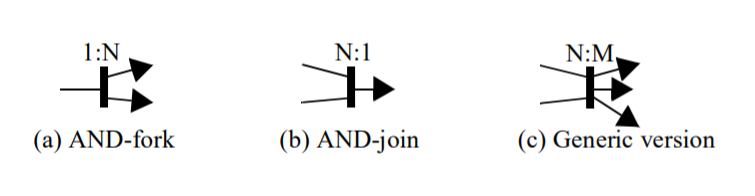 1:N N:1 N:M
(a) AND-fork (b) AND-join (c) Generic version